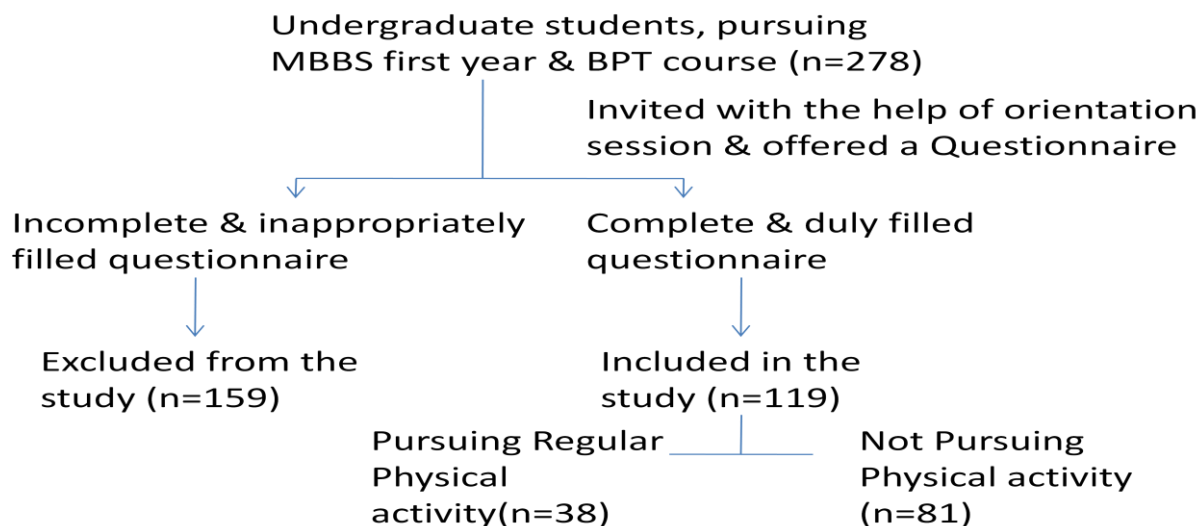 Undergraduate students, pursuing
MBBS first year & BPT course (n=278)
Invited with the help of orientation
session & offered a Questionnaire
Incomplete & inappropriately
filled questionnaire
Complete & duly filled
questionnaire
Excluded from the
study (n=159)
Included in the
study (n=119)
Pursuing Regular
Physical
activity(n=38)
Not Pursuing
Physical activity
(n=81)